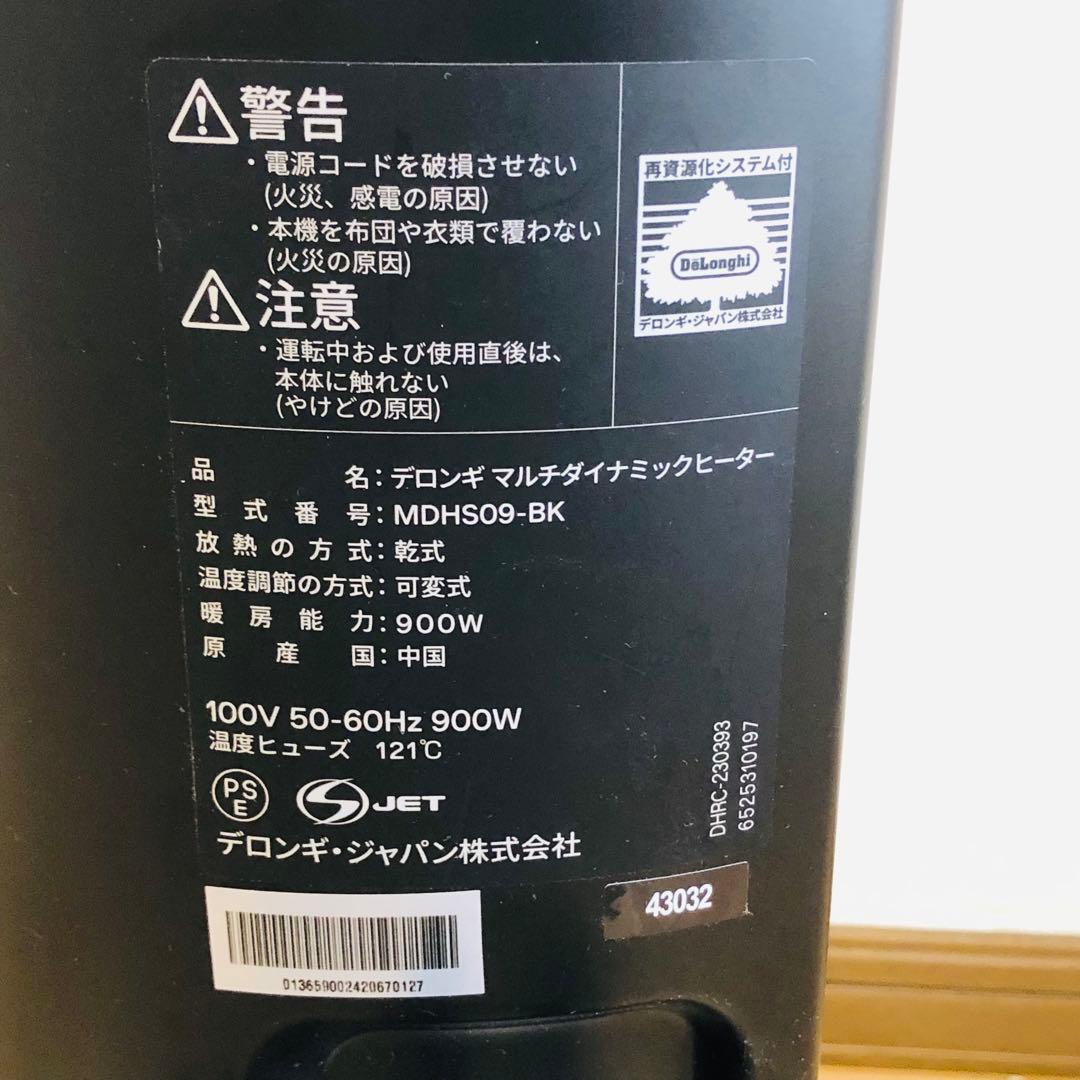 警告
・電源コードを破損させない
(火災、感電の原因)
・本機を布団や衣類で覆わない
(火災の原因)
注意
・運転中および使用直後は、
本体に触れない
(やけどの原因)
再資源化システム付
DeLonghi
デロンギ・ジャパン株式会社
品名：デロンギ マルチダイナミックヒーター
型式番号：MDHS09-BK
放熱の方式：乾式
温度調節の方式：可変式
暖房能力：900W
原産国：中国
100V 50-60Hz 900W
温度ヒューズ 121℃
PS
E
S JET
デロンギ・ジャパン株式会社
DHRC-230393
6525310197
43032
013659002420670127